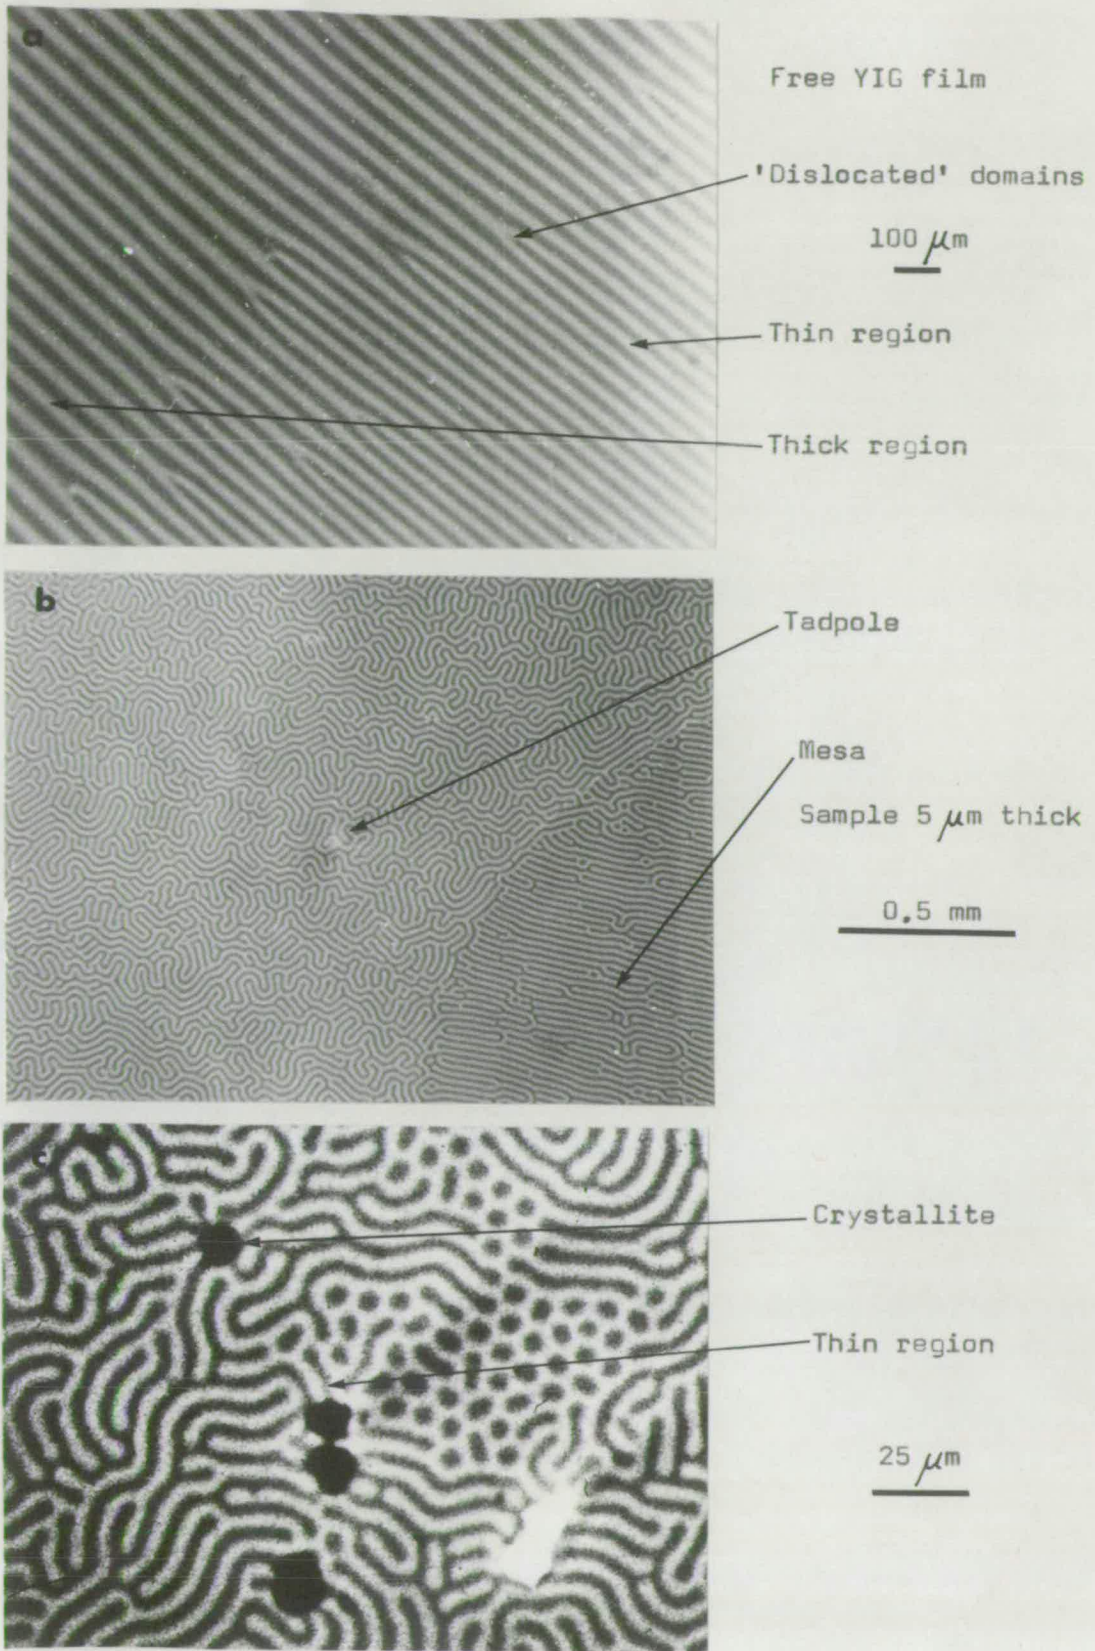 a
Free YIG film
'Dislocated' domains
100 μm
Thin region
Thick region
b
Tadpole
Mesa
Sample 5 μm thick
0.5 mm
c
Crystallite
Thin region
25 μm